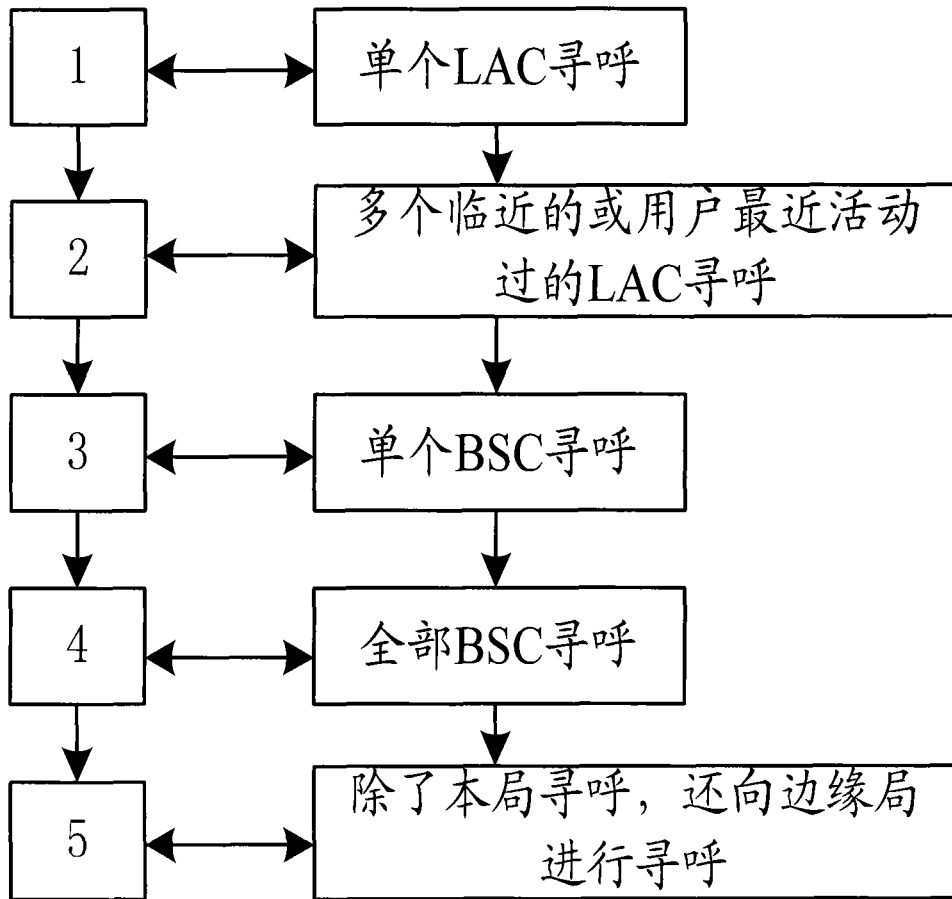 1
单个LAC寻呼
2
多个临近的或用户最近活动
过的LAC寻呼
3
单个BSC寻呼
4
全部BSC寻呼
5
除了本局寻呼，还向边缘局
进行寻呼